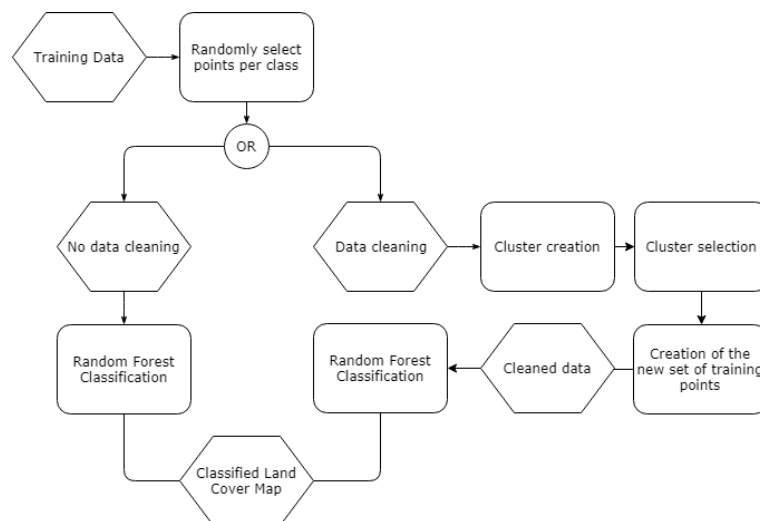 Training Data
Randomly select
points per class
OR
No data cleaning
Data cleaning
Cluster creation
Cluster selection
Random Forest
Classification
Random Forest
Classification
Cleaned data
Creation of the
new set of training
points
Classified Land
Cover Map